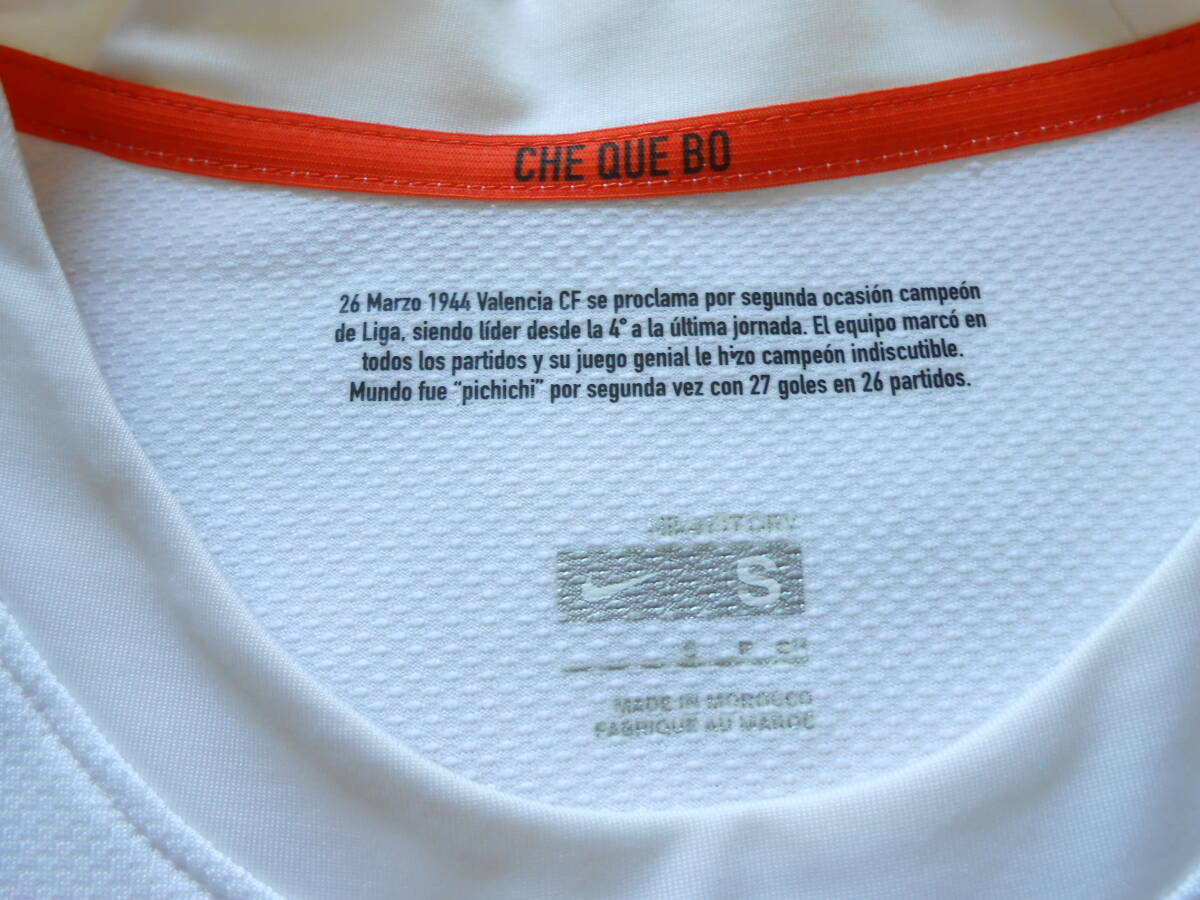 CHE QUE BO
26 Marzo 1944 Valencia CF se proclama por segunda ocasión campeón
de Liga, siendo líder desde la 4° a la última jornada. El equipo marcó en
todos los partidos y su juego genial le hizo campeón indiscutible.
Mundo fue “pichichi” por segunda vez con 27 goles en 26 partidos.
S
MADE IN MOROCCO
FABRIQUE AU MAROC